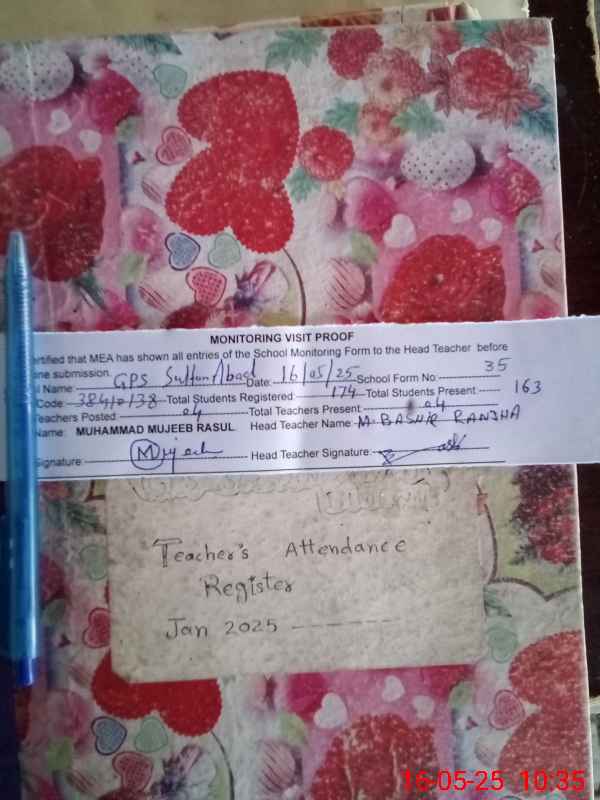 MONITORING VISIT PROOF
ertified that MEA has shown all entries of the School Monitoring Form to the Head Teacher before
ne submission.
l Name: GPS Sultan Abad Date: 16/05/25 School Form No: 35
Code: 38410138 Total Students Registered: 174 Total Students Present: 163
Teachers Posted: 04 Total Teachers Present: 04
Name: MUHAMMAD MUJEEB RASUL Head Teacher Name: M. BASHIR RANJHA
Signature: Mujeeb Head Teacher Signature:
Teacher's Attendance
Register
Jan 2025
16-05-25 10:35